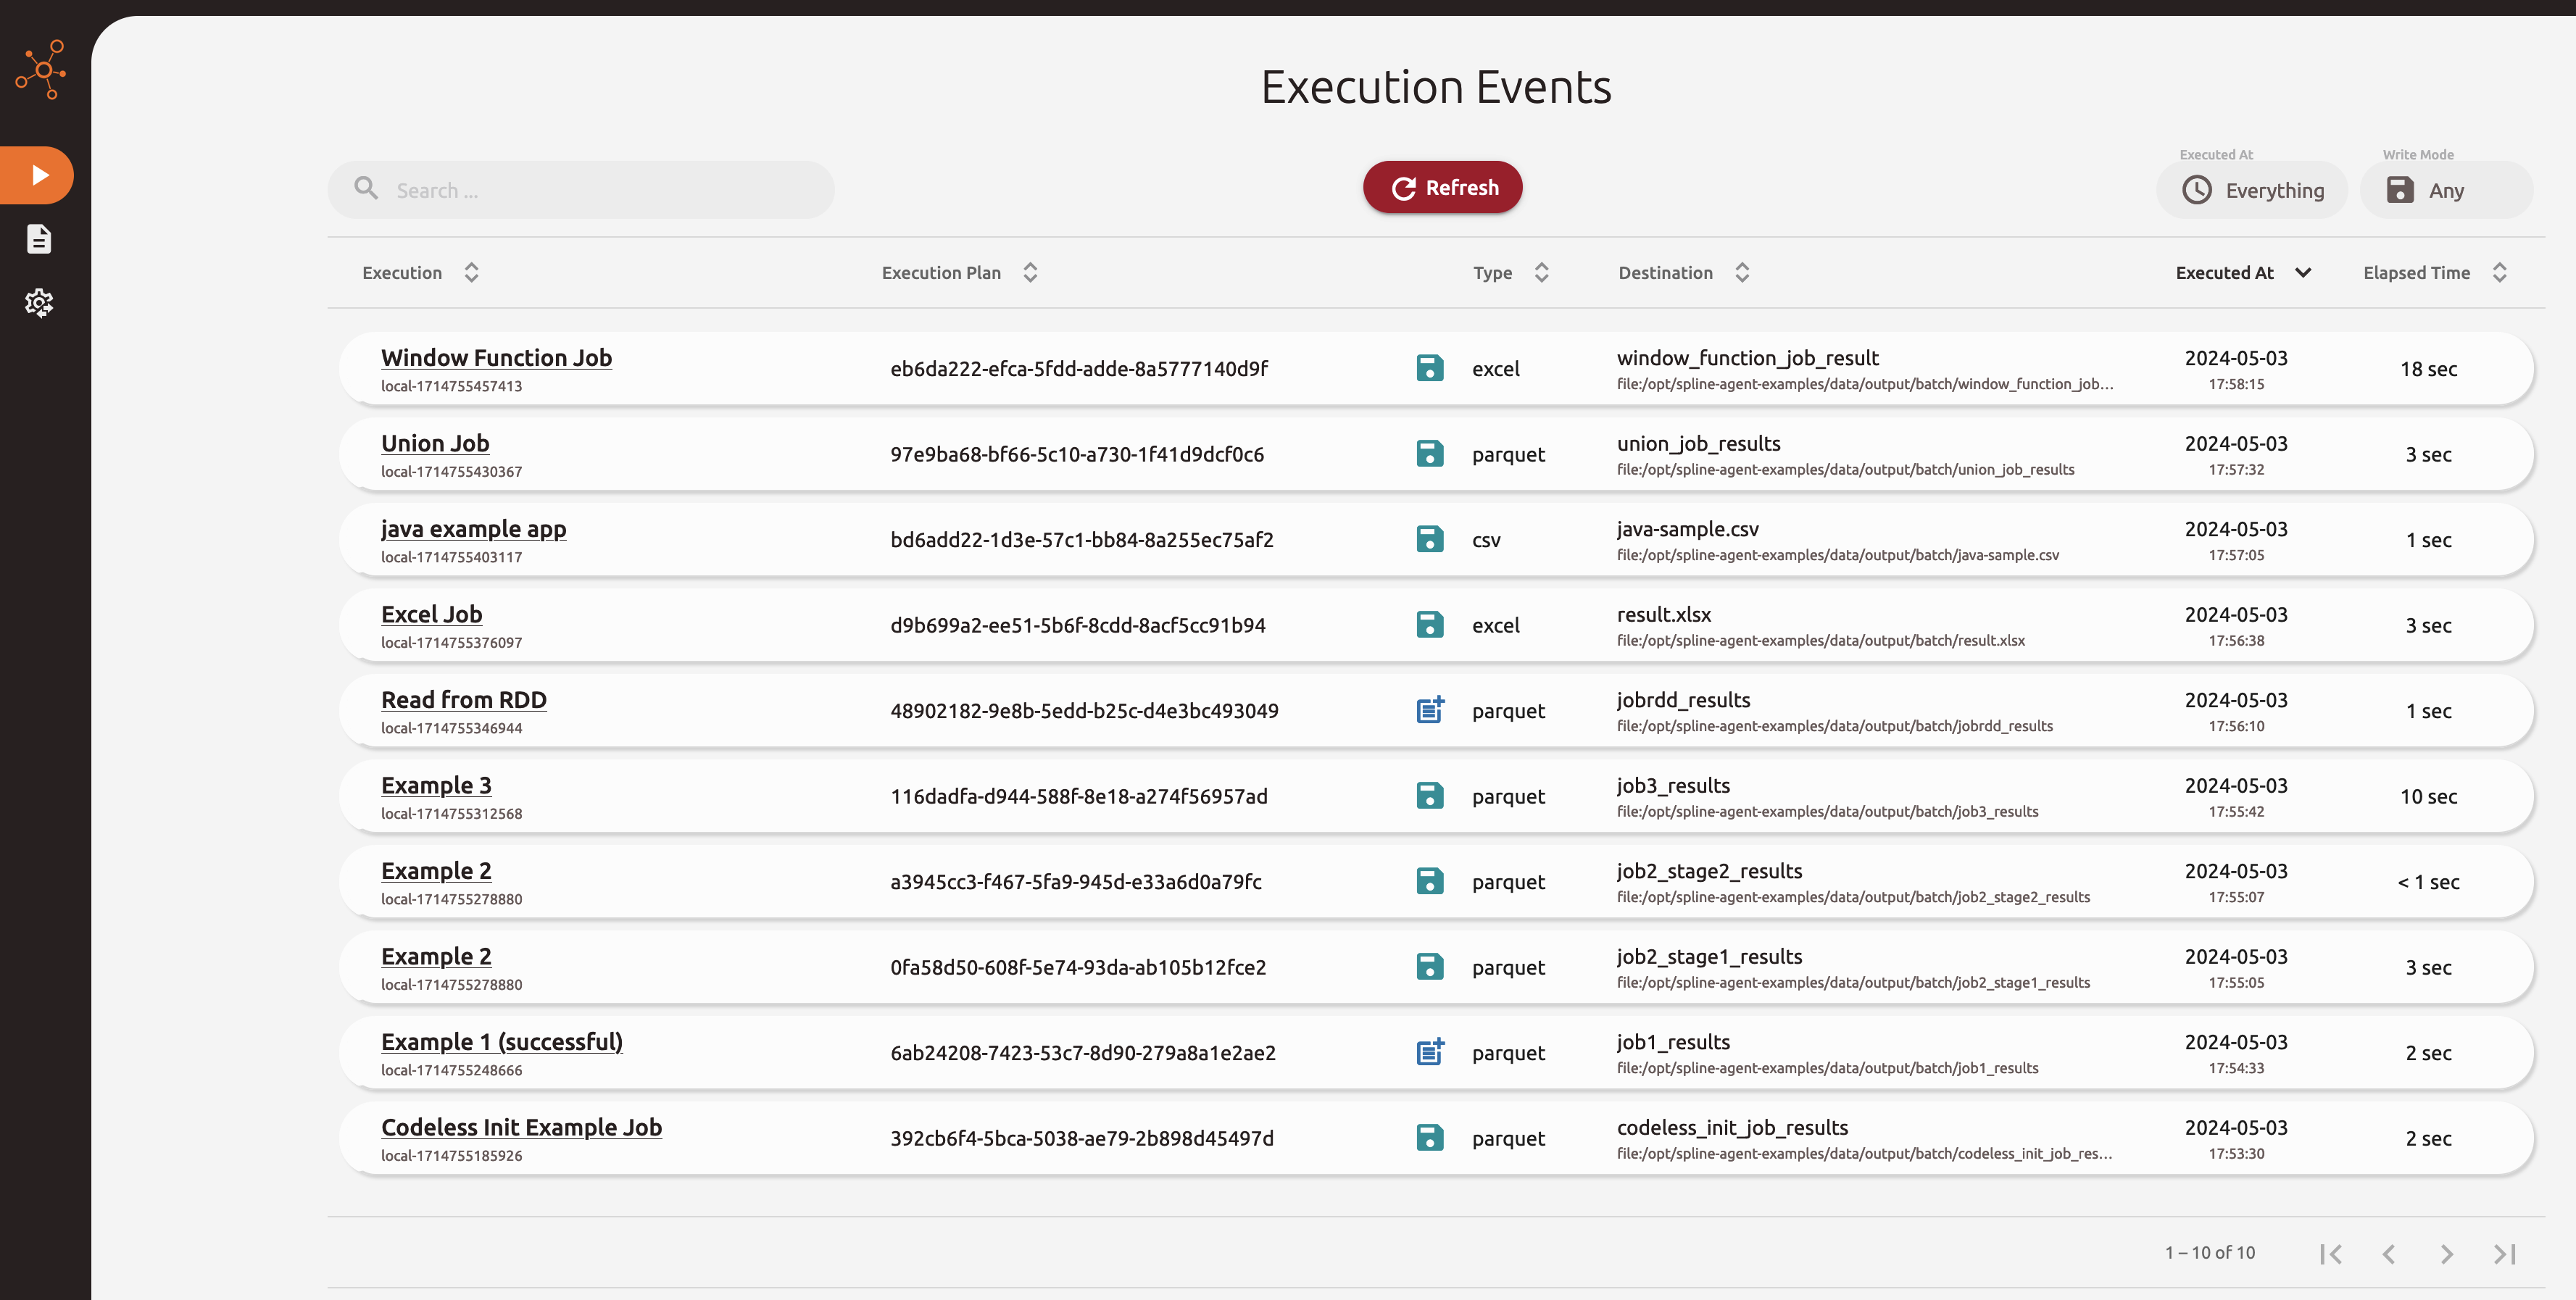 Execution Events
Executed At
Write Mode
Search ...
Refresh
Everything
Any
Execution
Execution Plan
Type
Destination
Executed At
Elapsed Time
Window Function Job
local-1714755457413
eb6da222-efca-5fdd-adde-8a5777140d9f
excel
window_function_job_result
file:/opt/spline-agent-examples/data/output/batch/window_function_job...
2024-05-03
17:58:15
18 sec
Union Job
local-1714755430367
97e9ba68-bf66-5c10-a730-1f41d9dcf0c6
parquet
union_job_results
file:/opt/spline-agent-examples/data/output/batch/union_job_results
2024-05-03
17:57:32
3 sec
java example app
local-1714755403117
bd6add22-1d3e-57c1-bb84-8a255ec75af2
csv
java-sample.csv
file:/opt/spline-agent-examples/data/output/batch/java-sample.csv
2024-05-03
17:57:05
1 sec
Excel Job
local-1714755376097
d9b699a2-ee51-5b6f-8cdd-8acf5cc91b94
excel
result.xlsx
file:/opt/spline-agent-examples/data/output/batch/result.xlsx
2024-05-03
17:56:38
3 sec
Read from RDD
local-1714755346944
48902182-9e8b-5edd-b25c-d4e3bc493049
parquet
jobrdd_results
file:/opt/spline-agent-examples/data/output/batch/jobrdd_results
2024-05-03
17:56:10
1 sec
Example 3
local-1714755312568
116dadfa-d944-588f-8e18-a274f56957ad
parquet
job3_results
file:/opt/spline-agent-examples/data/output/batch/job3_results
2024-05-03
17:55:42
10 sec
Example 2
local-1714755278880
a3945cc3-f467-5fa9-945d-e33a6d0a79fc
parquet
job2_stage2_results
file:/opt/spline-agent-examples/data/output/batch/job2_stage2_results
2024-05-03
17:55:07
< 1 sec
Example 2
local-1714755278880
0fa58d50-608f-5e74-93da-ab105b12fce2
parquet
job2_stage1_results
file:/opt/spline-agent-examples/data/output/batch/job2_stage1_results
2024-05-03
17:55:05
3 sec
Example 1 (successful)
local-1714755248666
6ab24208-7423-53c7-8d90-279a8a1e2ae2
parquet
job1_results
file:/opt/spline-agent-examples/data/output/batch/job1_results
2024-05-03
17:54:33
2 sec
Codeless Init Example Job
local-1714755185926
392cb6f4-5bca-5038-ae79-2b898d45497d
parquet
codeless_init_job_results
file:/opt/spline-agent-examples/data/output/batch/codeless_init_job_res...
2024-05-03
17:53:30
2 sec
1 – 10 of 10